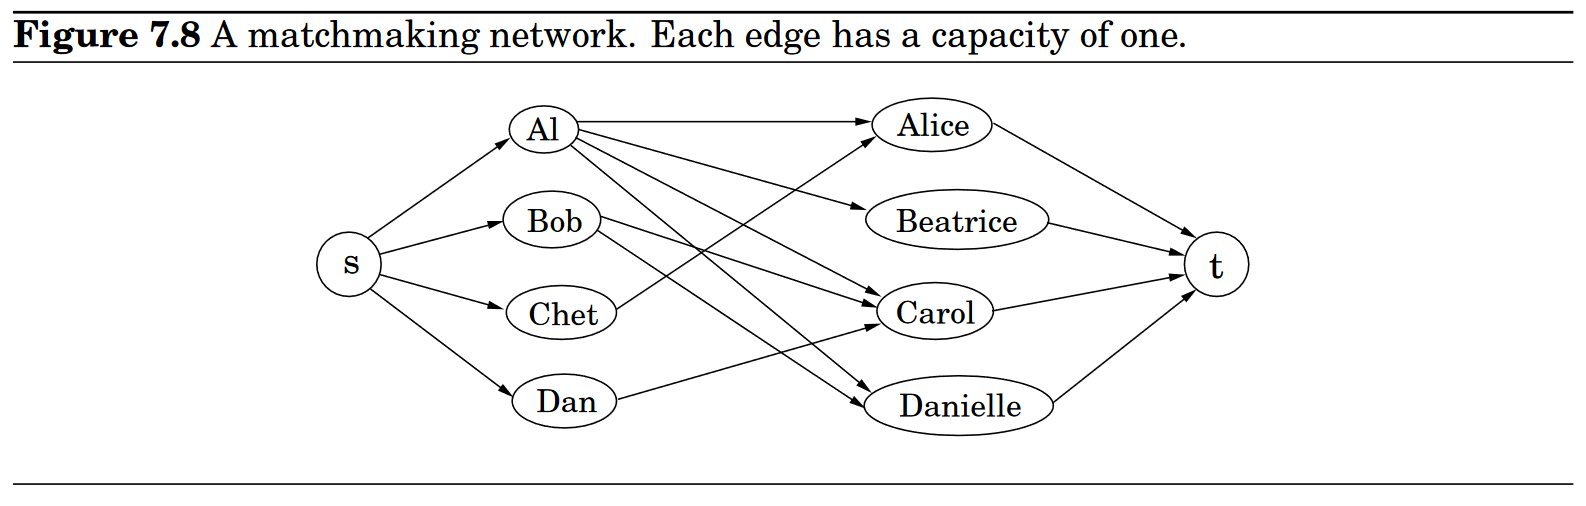 Figure 7.8 A matchmaking network. Each edge has a capacity of one.
Al
Alice
Bob
Beatrice
s
t
Chet
Carol
Dan
Danielle